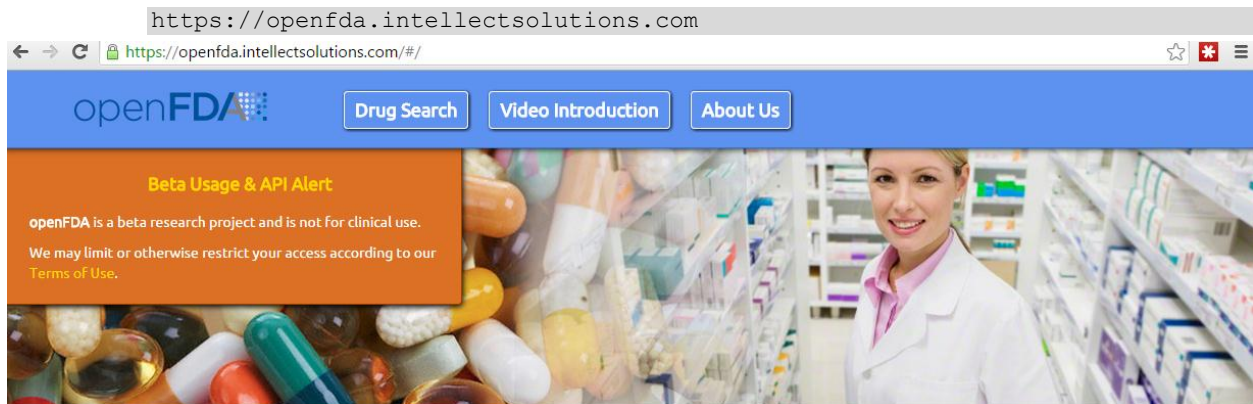 https://openfda.intellectsolutions.com
https://openfda.intellectsolutions.com/#/
openFDA
Drug Search
Video Introduction
About Us
Beta Usage & API Alert
openFDA is a beta research project and is not for clinical use.
We may limit or otherwise restrict your access according to our
Terms of Use.